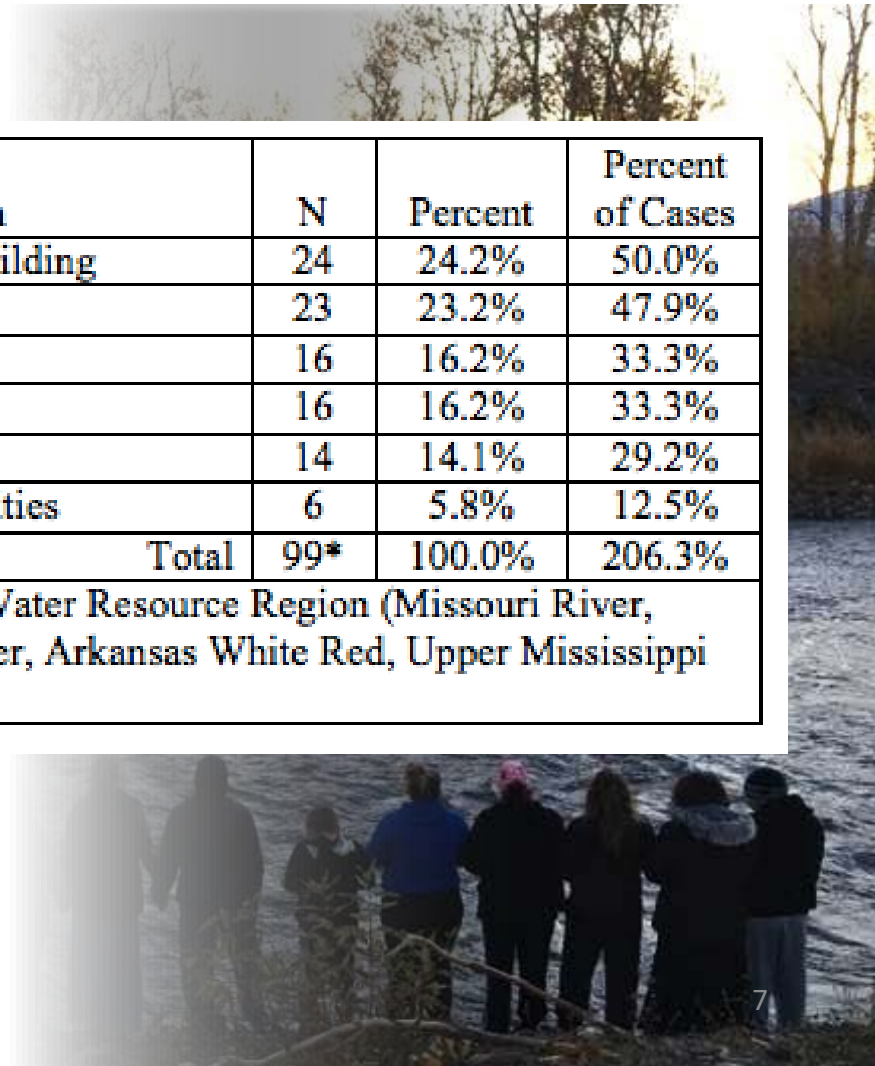 Percent
N Percent of Cases
ilding 24 24.2% 50.0%
23 23.2% 47.9%
16 16.2% 33.3%
16 16.2% 33.3%
14 14.1% 29.2%
ties 6 5.8% 12.5%
Total 99* 100.0% 206.3%
Water Resource Region (Missouri River,
er, Arkansas White Red, Upper Mississippi
7